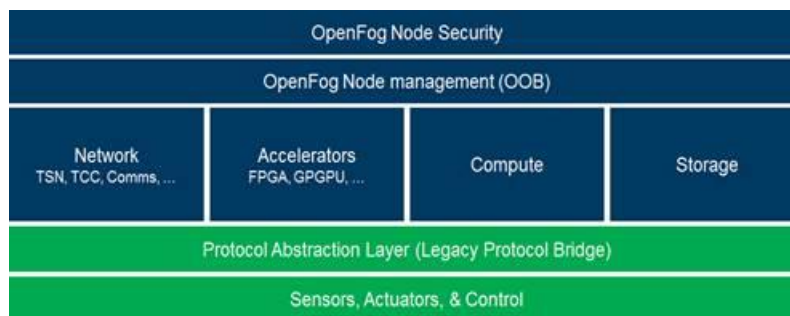 OpenFog Node Security
OpenFog Node management (OOB)
Network
TSN, TCC, Comms, ...
Accelerators
FPGA, GPGPU, ...
Compute
Storage
Protocol Abstraction Layer (Legacy Protocol Bridge)
Sensors, Actuators, & Control